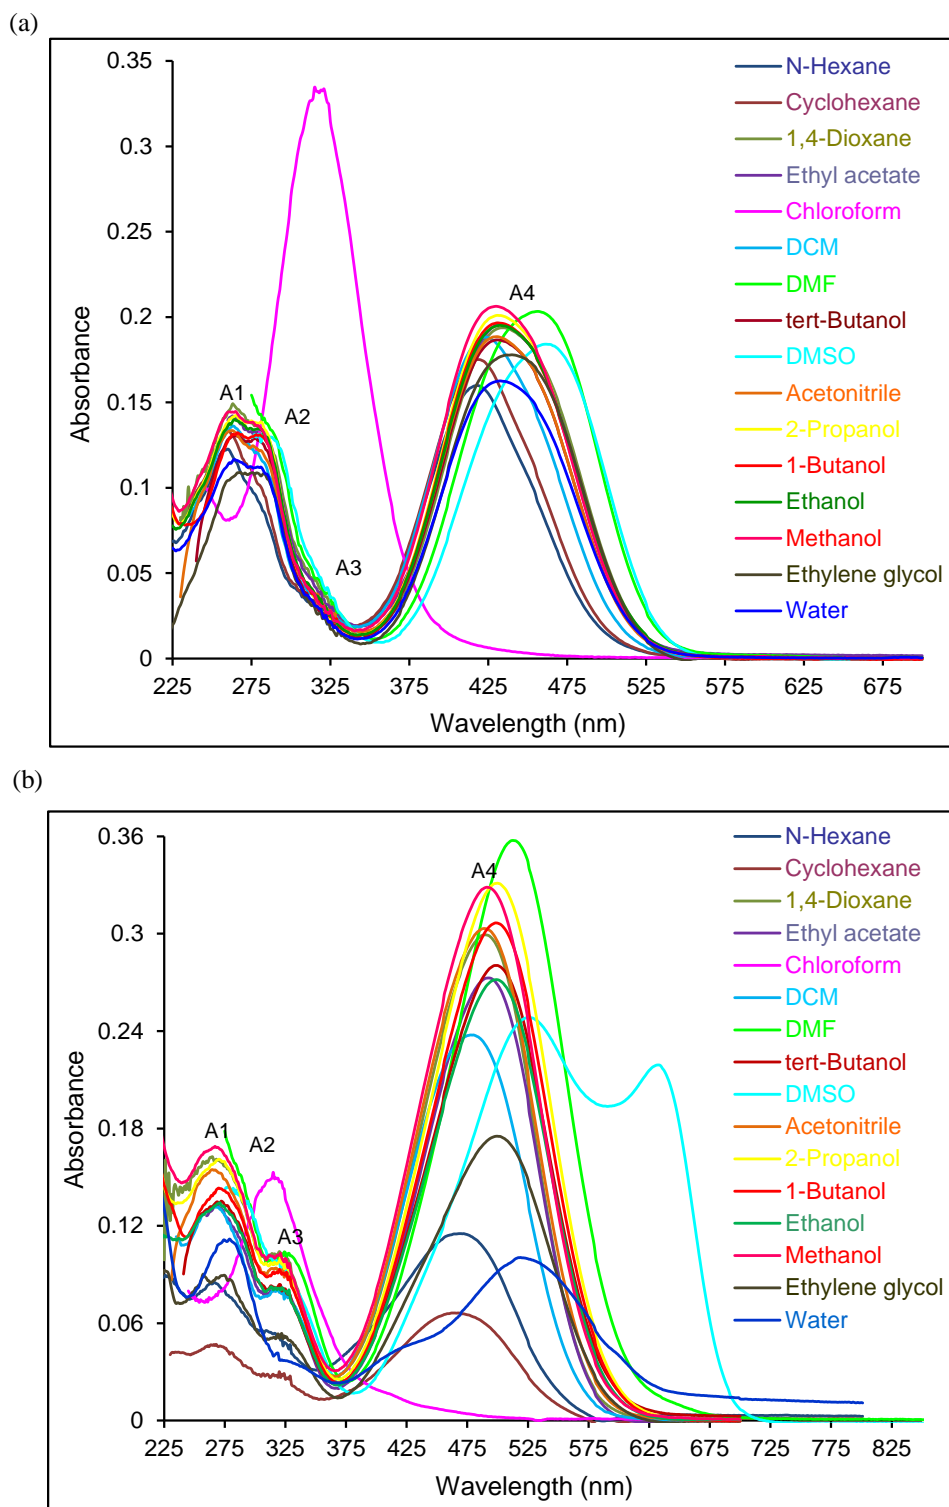 (a)
0.35
0.3
0.25
0.2
0.15
0.1
0.05
0
Absorbance
A1
A2
A3
A4
N-Hexane
Cyclohexane
1,4-Dioxane
Ethyl acetate
Chloroform
DCM
DMF
tert-Butanol
DMSO
Acetonitrile
2-Propanol
1-Butanol
Ethanol
Methanol
Ethylene glycol
Water
225 275 325 375 425 475 525 575 625 675
Wavelength (nm)
(b)
0.36
0.3
0.24
0.18
0.12
0.06
0
Absorbance
A1
A2
A3
A4
N-Hexane
Cyclohexane
1,4-Dioxane
Ethyl acetate
Chloroform
DCM
DMF
tert-Butanol
DMSO
Acetonitrile
2-Propanol
1-Butanol
Ethanol
Methanol
Ethylene glycol
Water
225 275 325 375 425 475 525 575 625 675 725 775 825
Wavelength (nm)